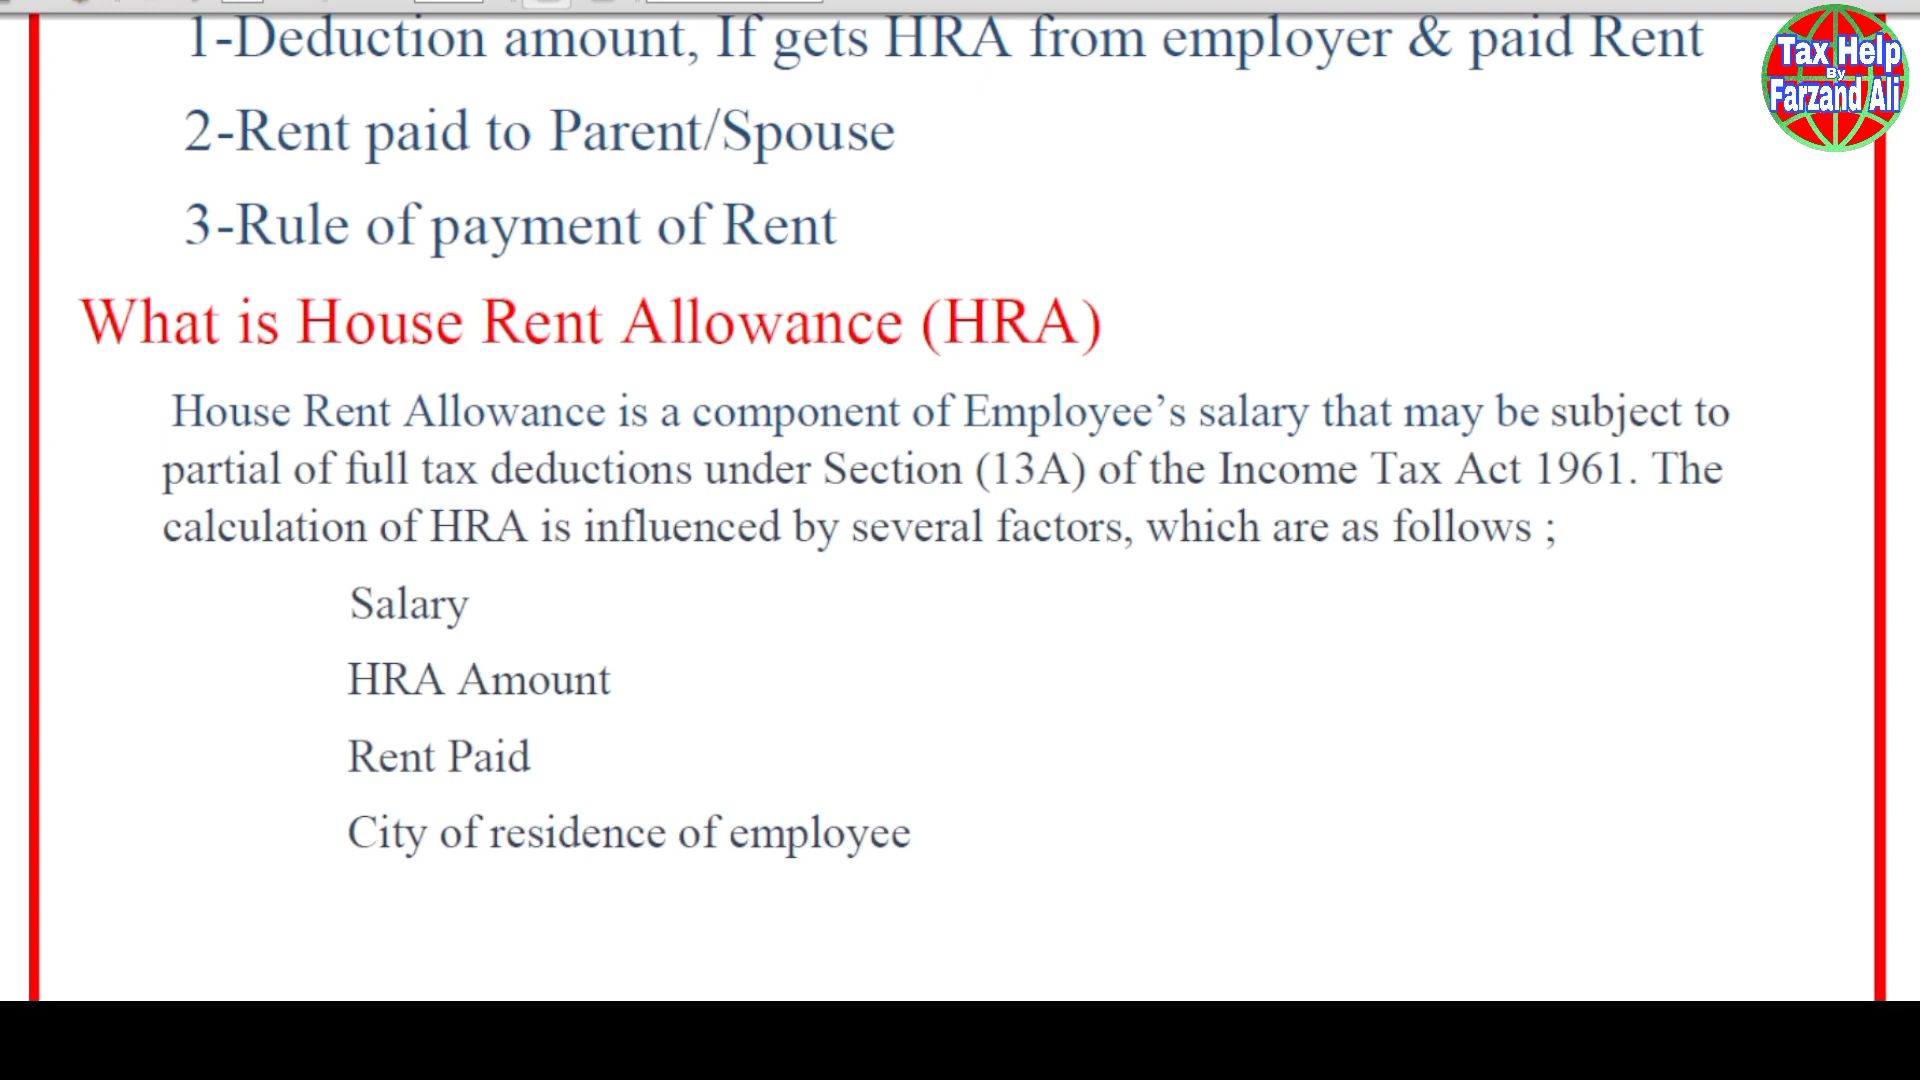 1-Deduction amount, If gets HRA from employer & paid Rent
Tax Help
By
Farzand Ali
2-Rent paid to Parent/Spouse
3-Rule of payment of Rent
What is House Rent Allowance (HRA)
House Rent Allowance is a component of Employee’s salary that may be subject to
partial of full tax deductions under Section (13A) of the Income Tax Act 1961. The
calculation of HRA is influenced by several factors, which are as follows ;
Salary
HRA Amount
Rent Paid
City of residence of employee